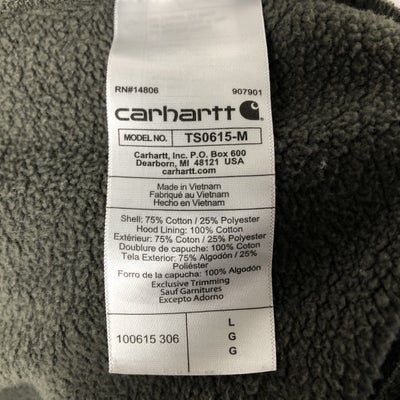 RN#14806 907901
carhartt
MODEL NO. TS0615-M
Carhartt, Inc. P.O. Box 600
Dearborn, MI 48121 USA
carhartt.com
Made in Vietnam
Fabriqué au Vietnam
Hecho en Vietnam
Shell: 75% Cotton / 25% Polyester
Hood Lining: 100% Cotton
Extérieur: 75% Coton / 25% Polyester
Doublure de capuche: 100% Coton
Tela Exterior: 75% Algodón / 25%
Poliéster
Forro de la capucha: 100% Algodón
Exclusive Trimming
Sauf Garnitures
Excepto Adorno
100615 306
L
G
G